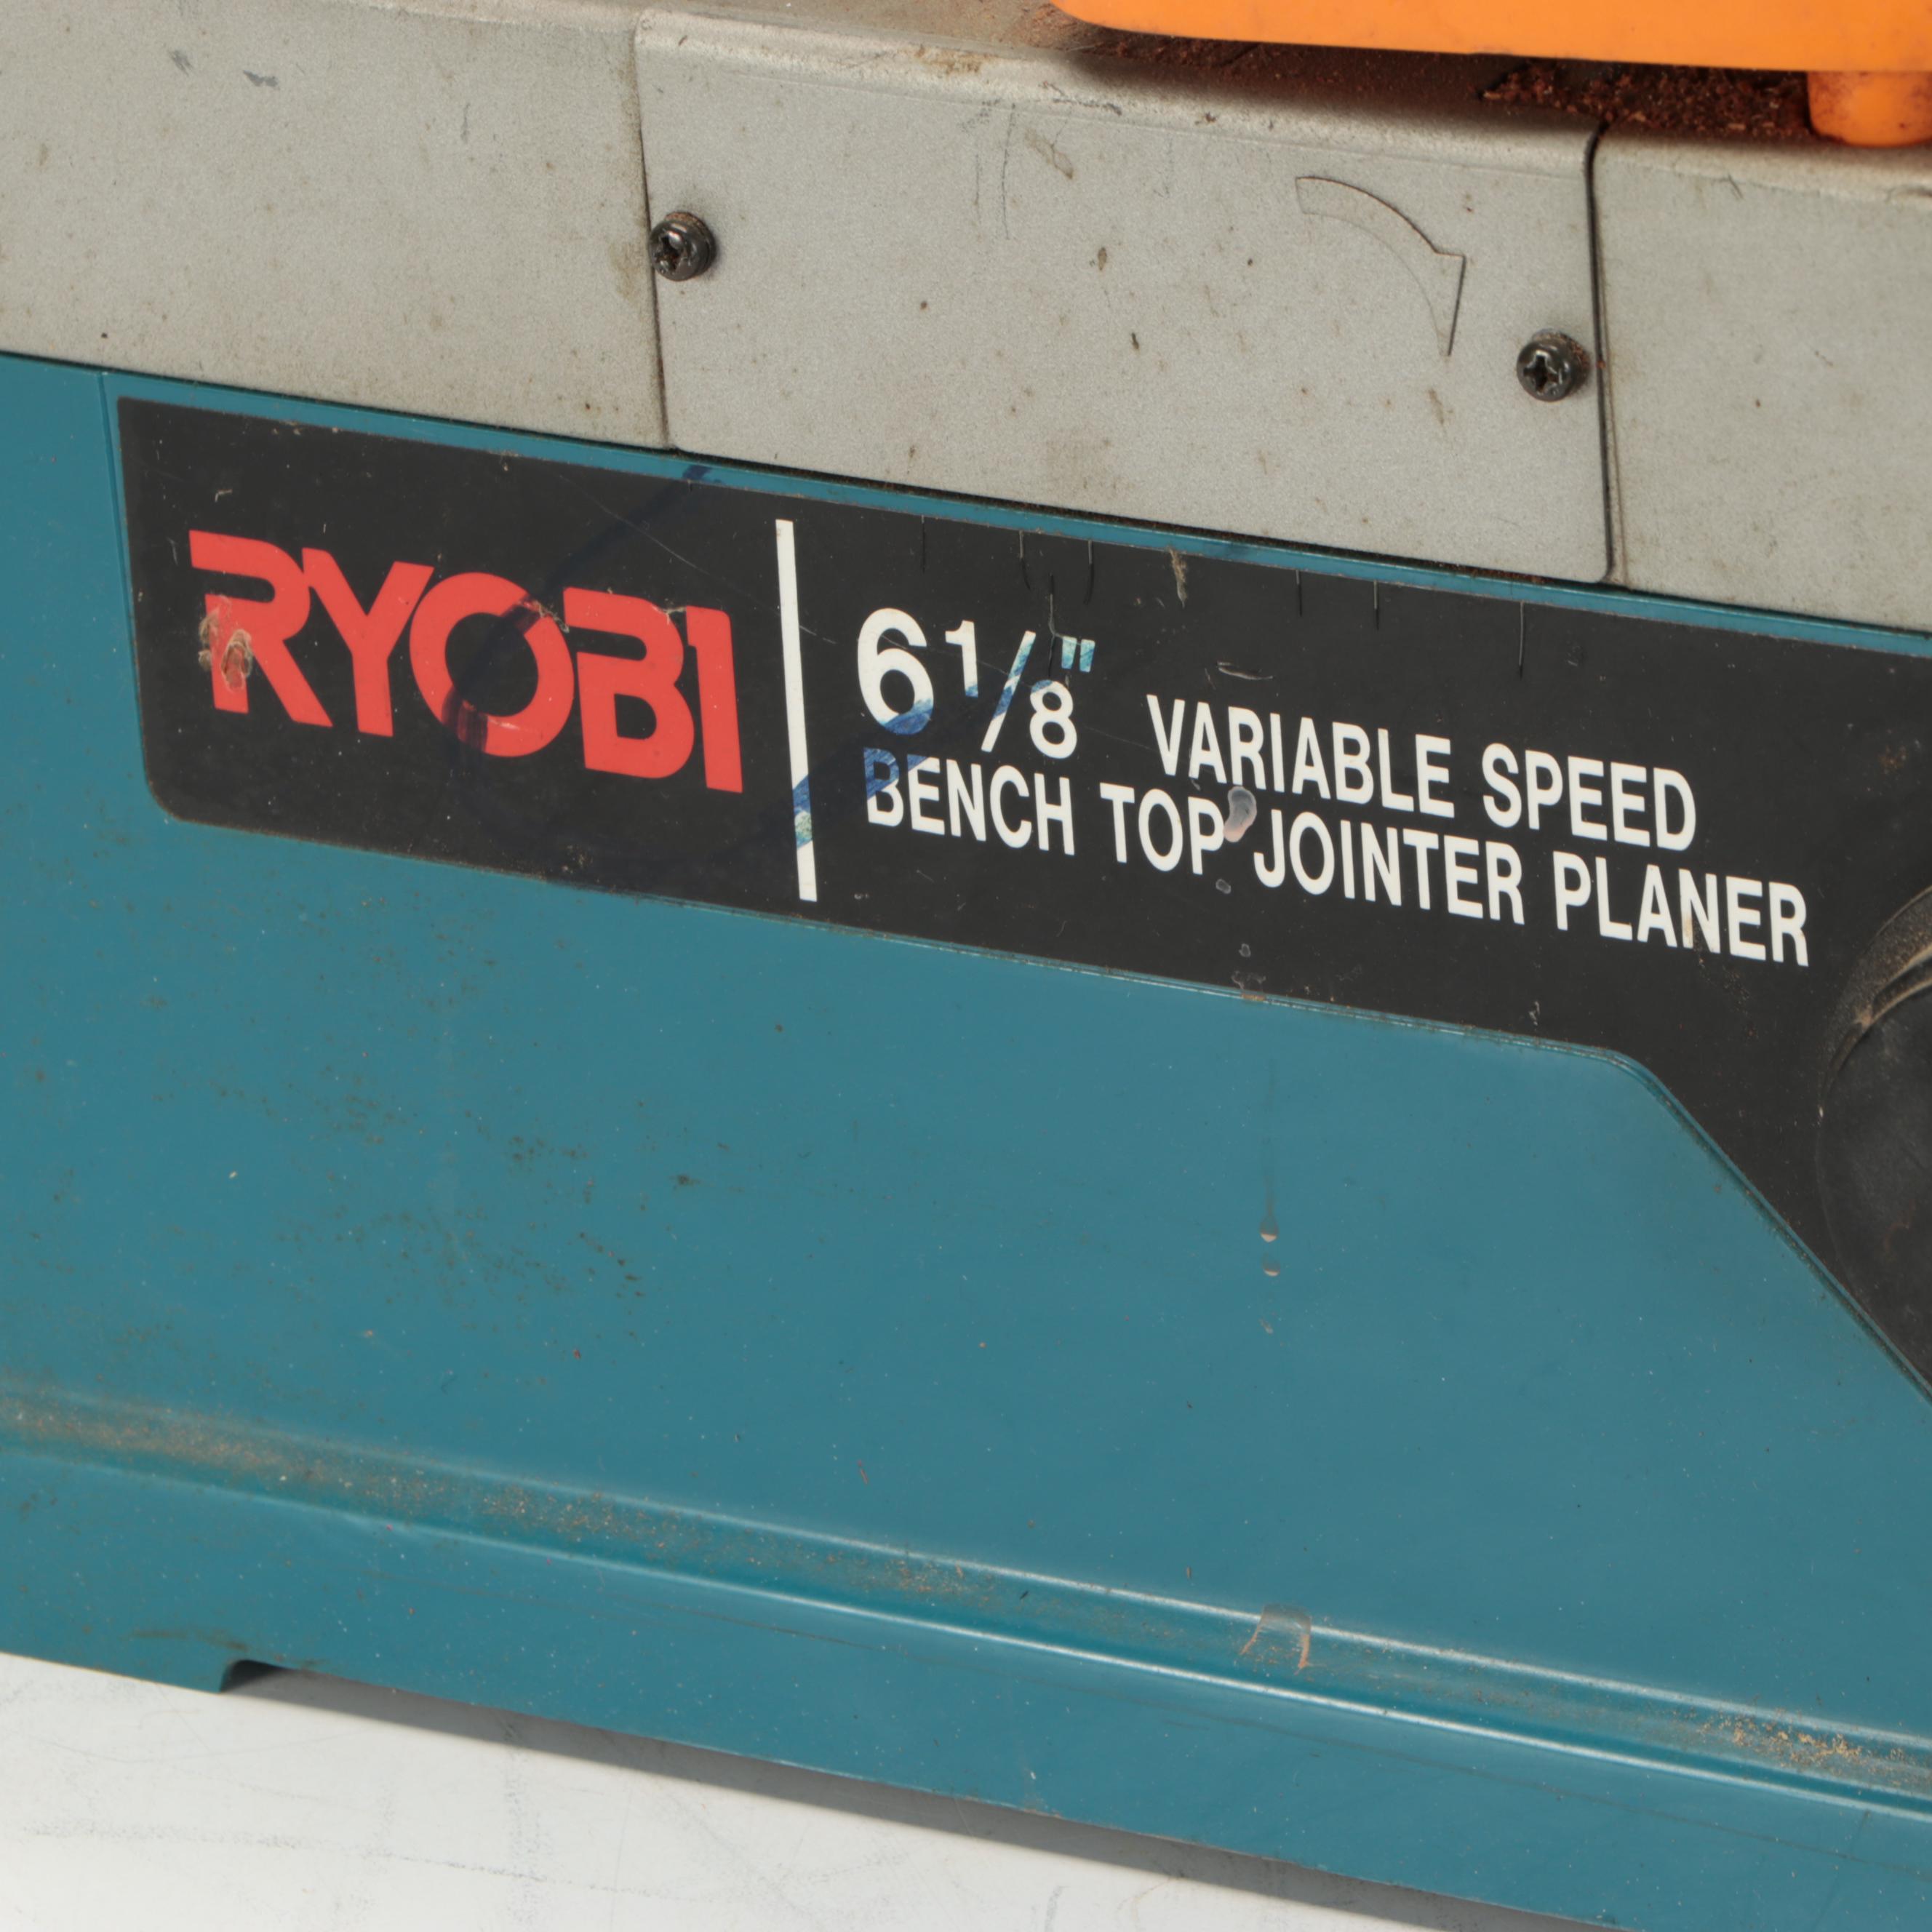 RYOBI
6 1/8" VARIABLE SPEED
BENCH TOP JOINTER PLANER